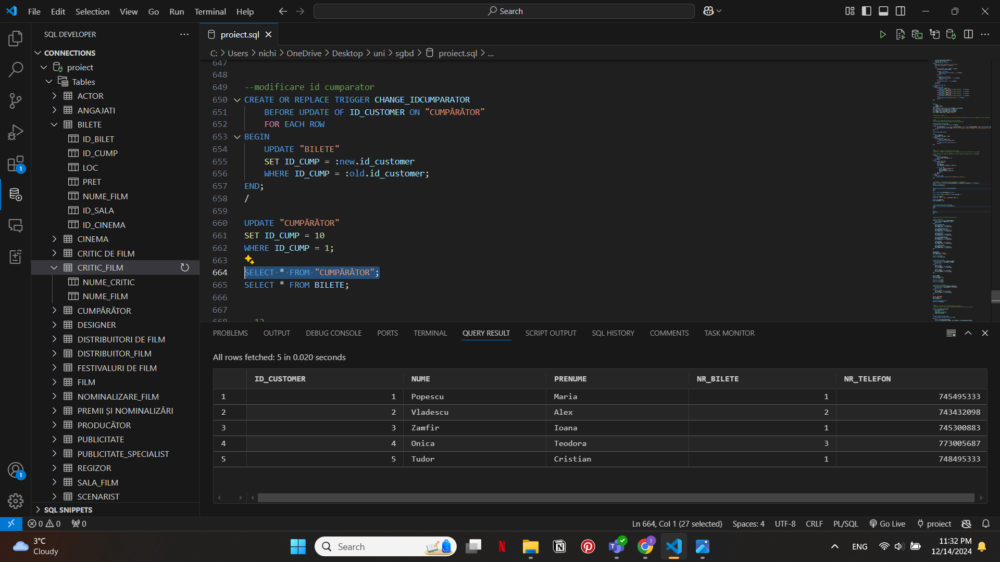 File Edit Selection View Go Run Terminal Help
Search
SQL DEVELOPER
CONNECTIONS
proiect
Tables
ACTOR
ANGAJATI
BILETE
ID_BILET
ID_CUMP
LOC
PRET
NUME_FILM
ID_SALA
ID_CINEMA
CINEMA
CRITIC DE FILM
CRITIC_FILM
NUME_CRITIC
NUME_FILM
CUMPĂRĂTOR
DESIGNER
DISTRIBUITORI DE FILM
DISTRIBUITOR_FILM
FESTIVALURI DE FILM
FILM
NOMINALIZARE_FILM
PREMII ȘI NOMINALIZĂRI
PRODUCĂTOR
PUBLICITATE
PUBLICITATE_SPECIALIST
REGIZOR
SALA_FILM
SCENARIST
SQL SNIPPETS
1
1
proiect.sql
C: > Users > nichi > OneDrive > Desktop > uni > sgbd > proiect.sql > ...
647
648
649 --modificare id cumparator
650 CREATE OR REPLACE TRIGGER CHANGE_IDCUMPARATOR
651 BEFORE UPDATE OF ID_CUSTOMER ON "CUMPĂRĂTOR"
652 FOR EACH ROW
653 BEGIN
654 UPDATE "BILETE"
655 SET ID_CUMP = :new.id_customer
656 WHERE ID_CUMP = :old.id_customer;
657 END;
658 /
659
660 UPDATE "CUMPĂRĂTOR"
661 SET ID_CUMP = 10
662 WHERE ID_CUMP = 1;
663
664 SELECT * FROM "CUMPĂRĂTOR";
665 SELECT * FROM BILETE;
666
667
668 12
PROBLEMS OUTPUT DEBUG CONSOLE PORTS TERMINAL QUERY RESULT SCRIPT OUTPUT SQL HISTORY COMMENTS TASK MONITOR
All rows fetched: 5 in 0.020 seconds
ID_CUSTOMER NUME PRENUME NR_BILETE NR_TELEFON
1 1 Popescu Maria 1 745495333
2 2 Vladescu Alex 2 743432098
3 3 Zamfir Ioana 1 745300883
4 4 Onica Teodora 3 773005687
5 5 Tudor Cristian 1 748495333
0 0 0 Ln 664, Col 1 (27 selected) Spaces: 4 UTF-8 CRLF PL/SQL Go Live proiect
3°C
Cloudy
Search
ENG
11:32 PM
12/14/2024